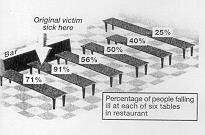 Original victim
sick here
Bar
25%
40%
50%
56%
91%
71%
Percentage of people falling
ill at each of six tables
in restaurant